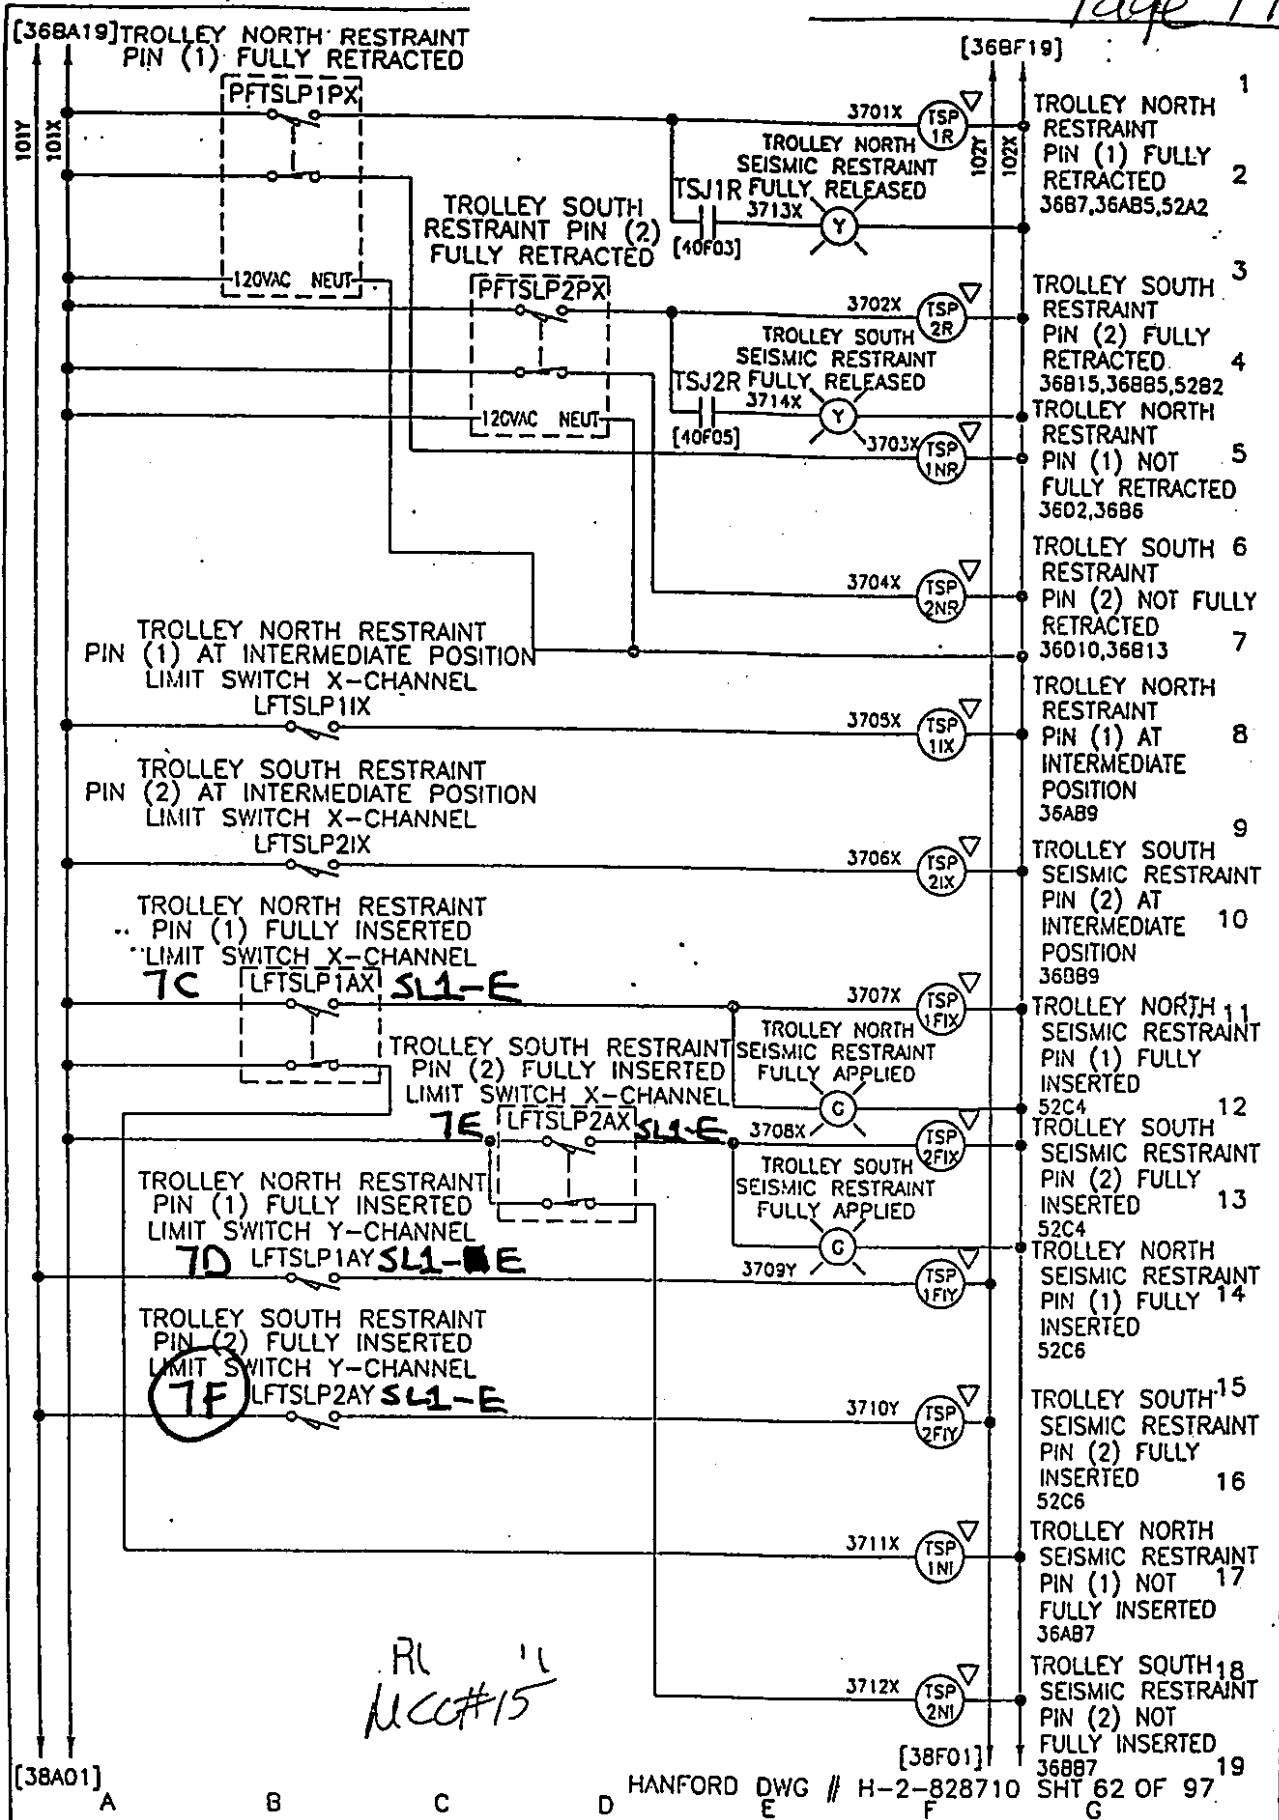 Page
[36BA19] TROLLEY NORTH RESTRAINT
PIN (1) FULLY RETRACTED
[36BF19]
PFTSLP1PX
101Y
101X
3701X
TSP
1R
102Y
102X
TROLLEY NORTH
RESTRAINT
PIN (1) FULLY
RETRACTED
36B7,36AB5,52A2
1
2
TROLLEY NORTH
SEISMIC RESTRAINT
FULLY RELEASED
TSJ1R
3713X
Y
[40F03]
TROLLEY SOUTH
RESTRAINT PIN (2)
FULLY RETRACTED
120VAC NEUT
PFTSLP2PX
3702X
TSP
2R
3
TROLLEY SOUTH
RESTRAINT
PIN (2) FULLY
RETRACTED
4
36B15,36BB5,52B2
TROLLEY SOUTH
SEISMIC RESTRAINT
FULLY RELEASED
TSJ2R
3714X
Y
[40F05]
120VAC NEUT
3703X
TSP
1NR
TROLLEY NORTH
RESTRAINT
PIN (1) NOT
FULLY RETRACTED
5
36D2,36B6
3704X
TSP
2NR
TROLLEY SOUTH
RESTRAINT
PIN (2) NOT FULLY
RETRACTED
36D10,36B13
6
7
TROLLEY NORTH RESTRAINT
PIN (1) AT INTERMEDIATE POSITION
LIMIT SWITCH X-CHANNEL
LFTSLP1IX
3705X
TSP
1IX
TROLLEY NORTH
RESTRAINT
PIN (1) AT
INTERMEDIATE
POSITION
36AB9
8
TROLLEY SOUTH RESTRAINT
PIN (2) AT INTERMEDIATE POSITION
LIMIT SWITCH X-CHANNEL
LFTSLP2IX
3706X
TSP
2IX
9
TROLLEY SOUTH
SEISMIC RESTRAINT
PIN (2) AT
INTERMEDIATE
POSITION
36BB9
10
TROLLEY NORTH RESTRAINT
PIN (1) FULLY INSERTED
LIMIT SWITCH X-CHANNEL
7C LFTSLP1AX SL1-E
3707X
TSP
1FIX
TROLLEY NORTH
SEISMIC RESTRAINT
PIN (1) FULLY
INSERTED
52C4
11
TROLLEY NORTH
SEISMIC RESTRAINT
FULLY APPLIED
G
TROLLEY SOUTH RESTRAINT
PIN (2) FULLY INSERTED
LIMIT SWITCH X-CHANNEL
7E LFTSLP2AX SL1-E
3708X
TSP
2FIX
12
TROLLEY SOUTH
SEISMIC RESTRAINT
PIN (2) FULLY
INSERTED
52C4
13
TROLLEY SOUTH
SEISMIC RESTRAINT
FULLY APPLIED
G
TROLLEY NORTH RESTRAINT
PIN (1) FULLY INSERTED
LIMIT SWITCH Y-CHANNEL
7D LFTSLP1AY SL1-E
3709Y
TSP
1FIY
TROLLEY NORTH
SEISMIC RESTRAINT
PIN (1) FULLY
INSERTED
52C6
14
TROLLEY SOUTH RESTRAINT
PIN (2) FULLY INSERTED
LIMIT SWITCH Y-CHANNEL
7F LFTSLP2AY SL1-E
3710Y
TSP
2FIY
15
TROLLEY SOUTH
SEISMIC RESTRAINT
PIN (2) FULLY
INSERTED
52C6
16
3711X
TSP
1NI
TROLLEY NORTH
SEISMIC RESTRAINT
PIN (1) NOT
FULLY INSERTED
36AB7
17
MCC#15
3712X
TSP
2NI
TROLLEY SOUTH
SEISMIC RESTRAINT
PIN (2) NOT
FULLY INSERTED
36BB7
18
19
[38A01]
[38F01]
HANFORD DWG # H-2-828710 SHT 62 OF 97
A B C D E F G